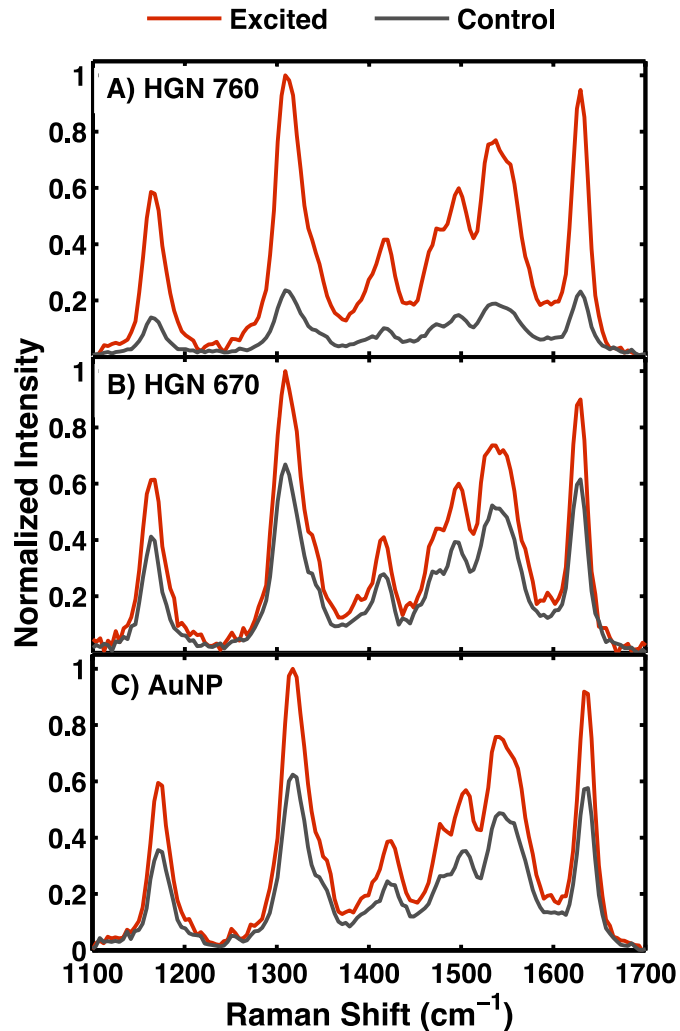 Excited Control
A) HGN 760
1
0.8
0.6
0.4
0.2
B) HGN 670
1
0.8
0.6
0.4
0.2
C) AuNP
1
0.8
0.6
0.4
0.2
0
Normalized Intensity
1100 1200 1300 1400 1500 1600 1700
Raman Shift (cm⁻¹)